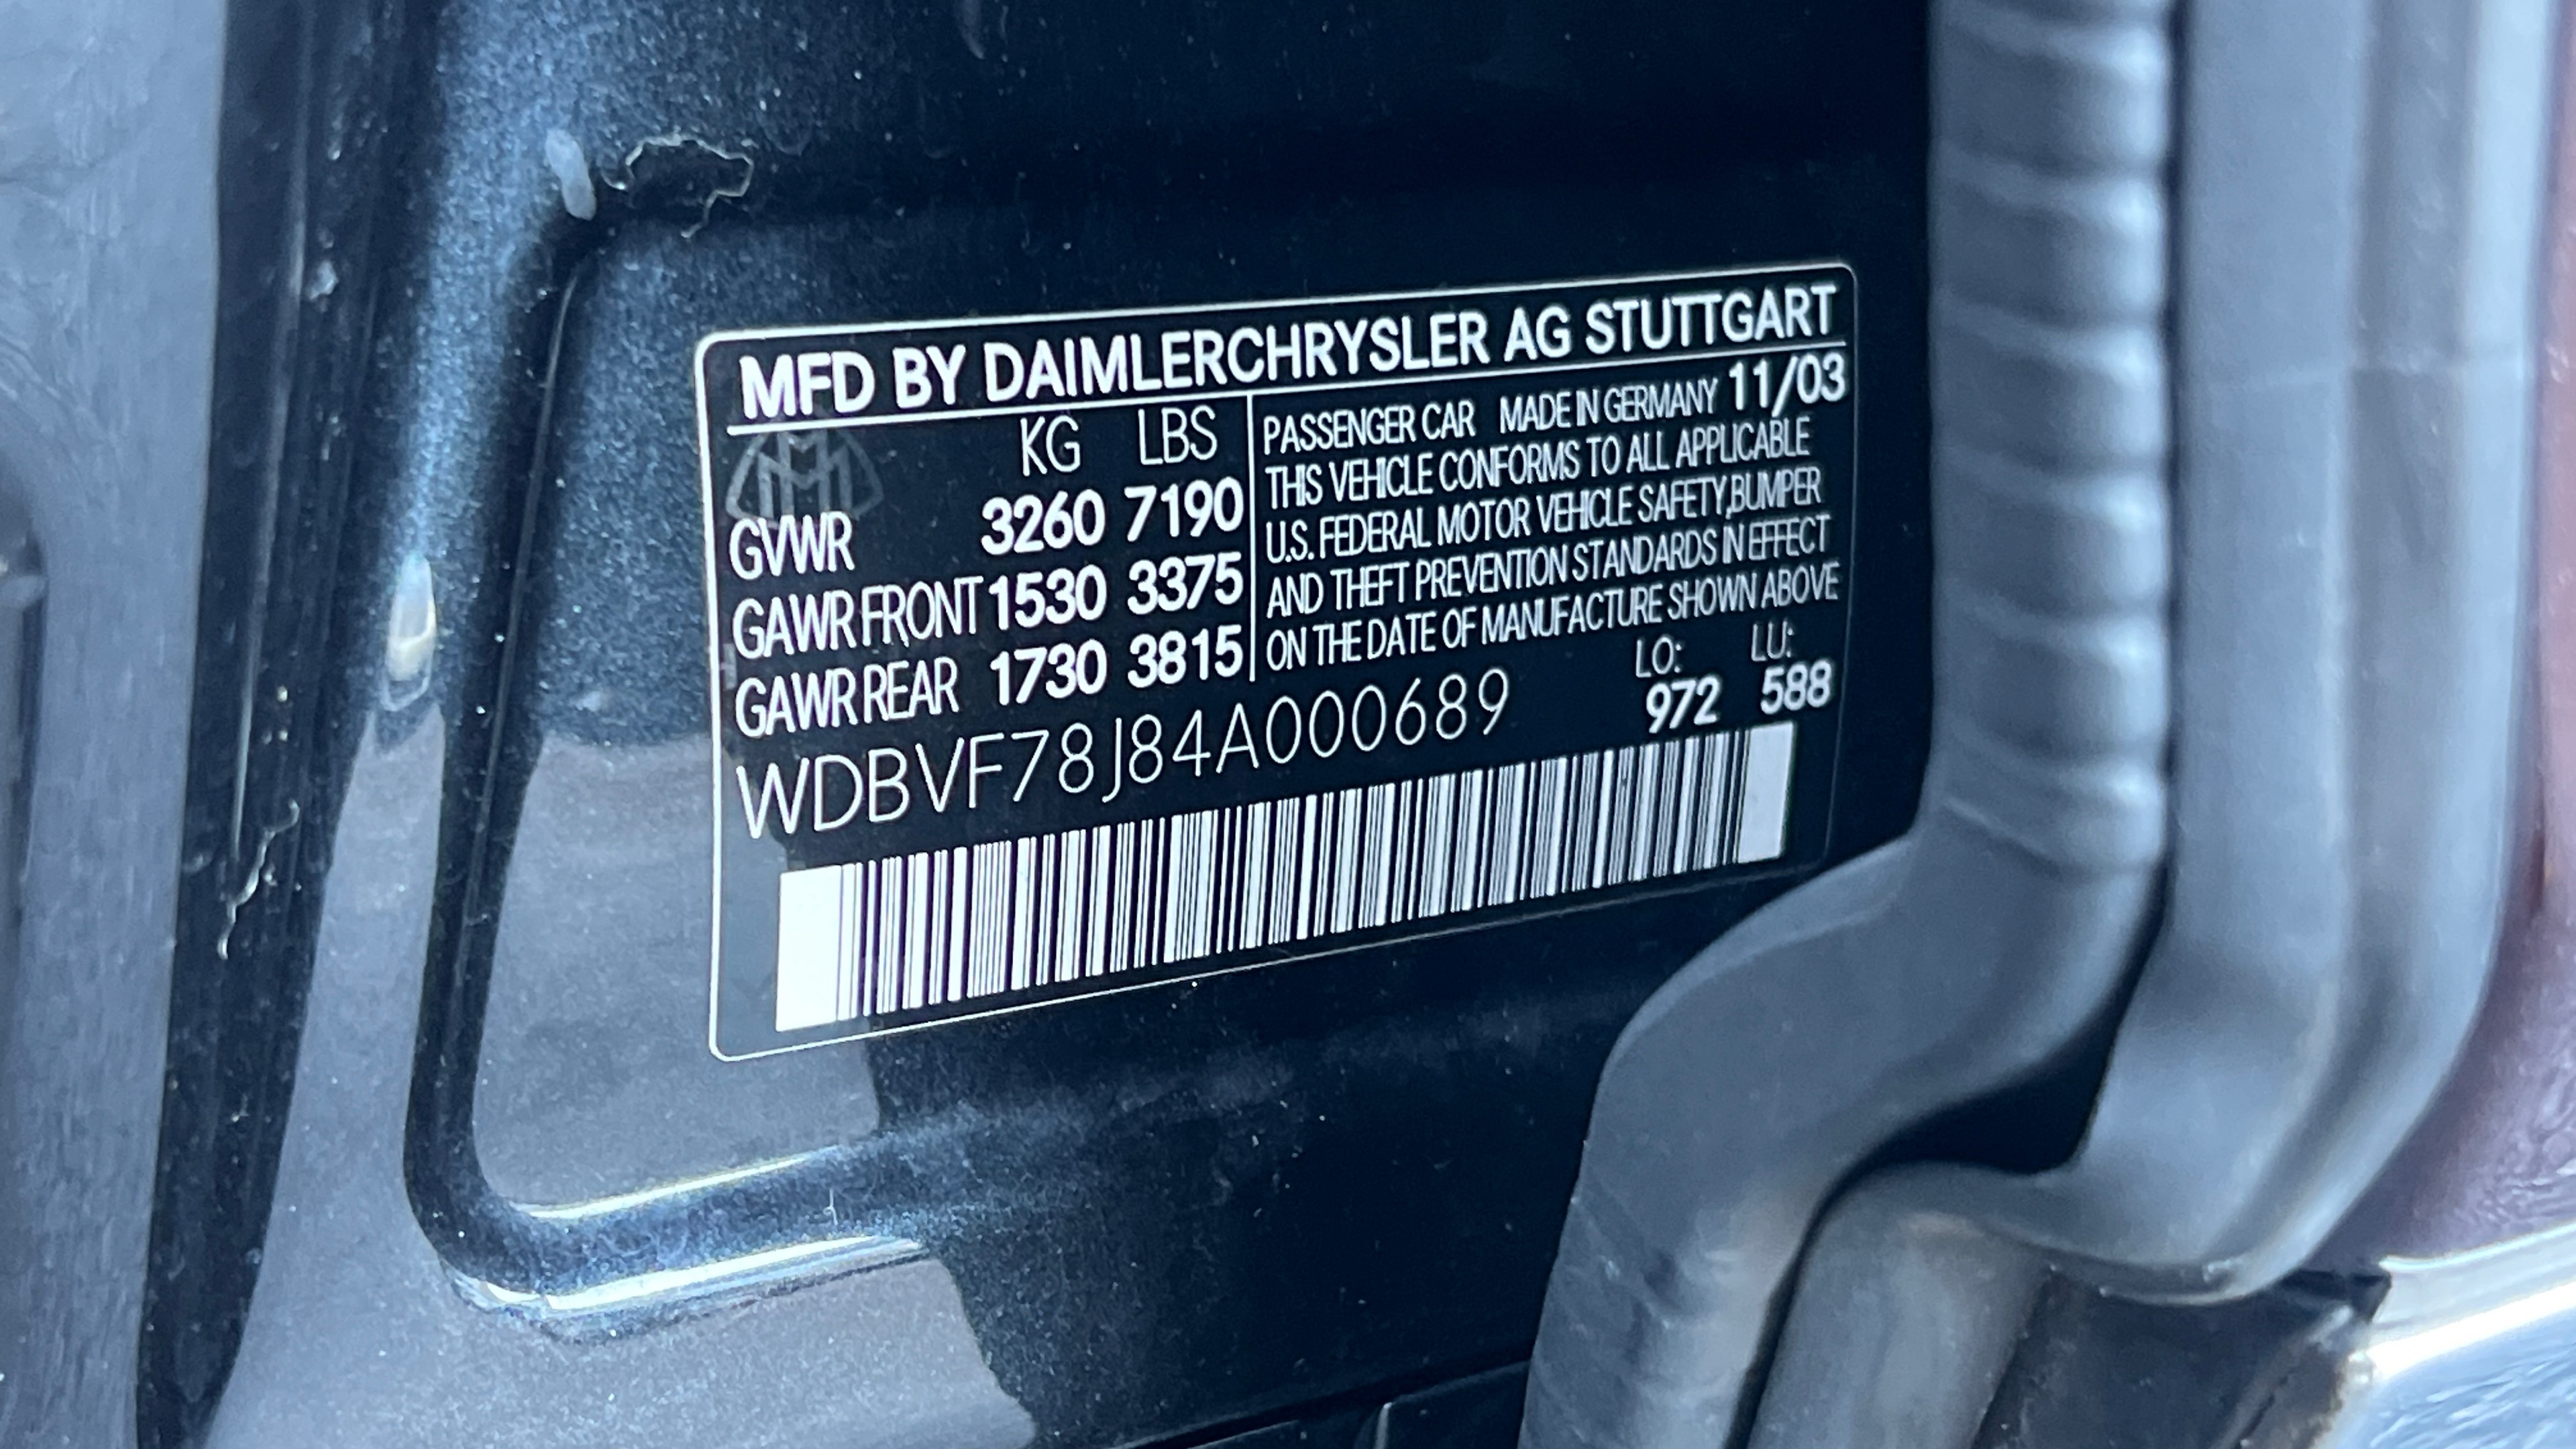 MFD BY DAIMLERCHRYSLER AG STUTTGART
KG LBS
GVWR 3260 7190
GAWR FRONT 1530 3375
GAWR REAR 1730 3815
PASSENGER CAR MADE IN GERMANY 11/03
THIS VEHICLE CONFORMS TO ALL APPLICABLE
U.S. FEDERAL MOTOR VEHICLE SAFETY,BUMPER
AND THEFT PREVENTION STANDARDS IN EFFECT
ON THE DATE OF MANUFACTURE SHOWN ABOVE
LO: LU:
WDBVF78J84A000689 972 588